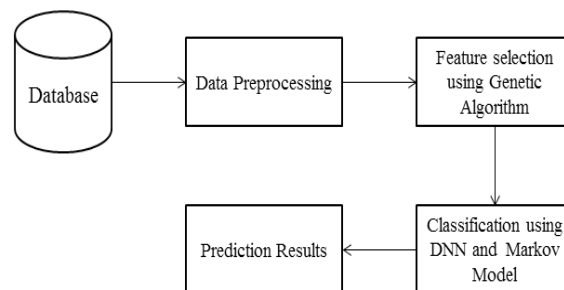 Database
Data Preprocessing
Feature selection
using Genetic
Algorithm
Classification using
DNN and Markov
Model
Prediction Results